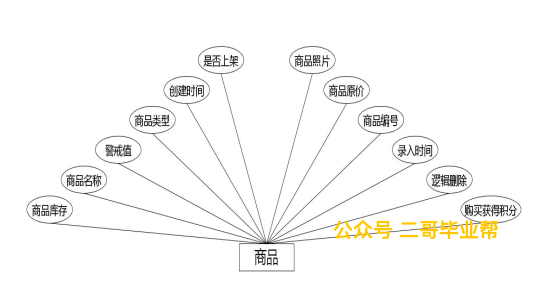 是否上架
商品照片
创建时间
商品原价
商品类型
商品编号
警戒值
录入时间
商品名称
逻辑删除
商品库存
购买获得积分
公众号 二哥毕业帮
商品